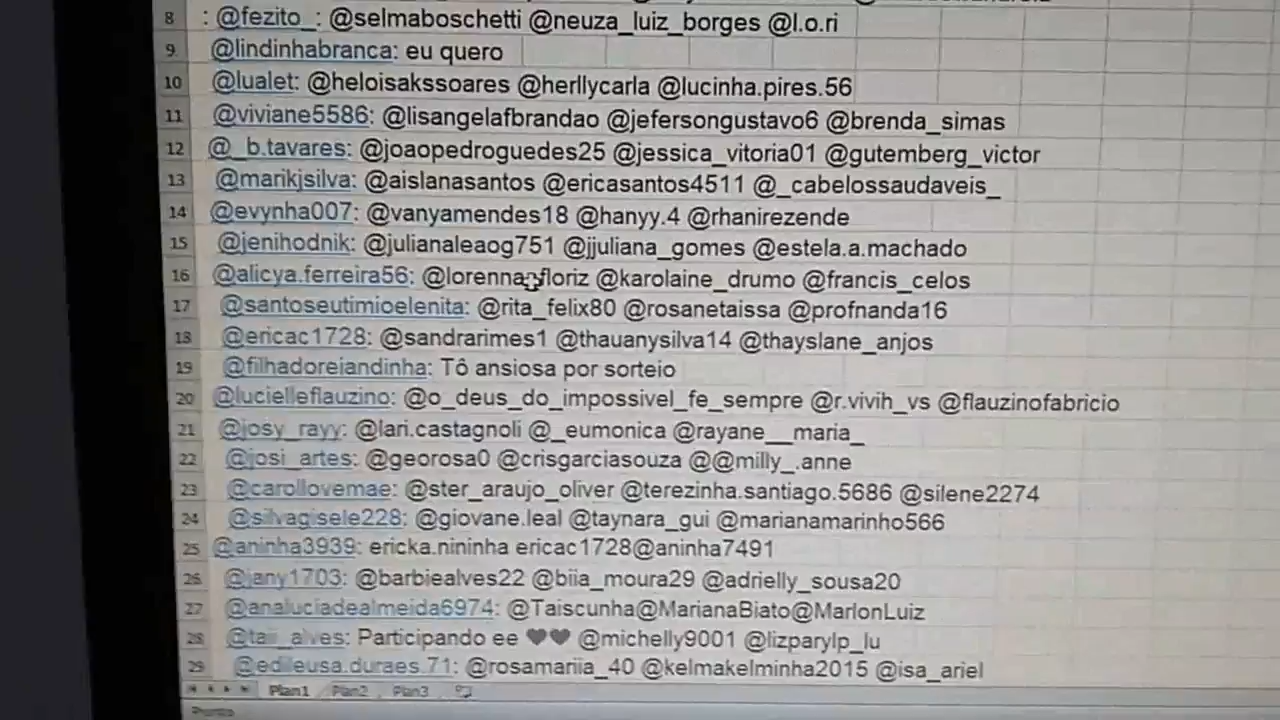 8 : @fezito_: @selmaboschetti @neuza_luiz_borges @l.o.ri
9 @lindinhabranca: eu quero
10 @lualet: @heloisakssoares @herllycarla @lucinha.pires.56
11 @viviane5586: @lisangelafbrandao @jefersongustavo6 @brenda_simas
12 @_b.tavares: @joaopedroguedes25 @jessica_vitoria01 @gutemberg_victor
13 @marikjsilva: @aislanasantos @ericasantos4511 @_cabelossaudaveis_
14 @evynha007: @vanyamendes18 @hanyy.4 @rhanirezende
15 @jenihodnik: @julianaleaog751 @jjuliana_gomes @estela.a.machado
16 @alicya.ferreira56: @karolaine_drumo @francis_celos
17 @santoseutimioelenita: @rita_felix80 @rosanetaissa @profnanda16
18 @ericac1728: @sandrarimes1 @thauanysilva14 @thayslane_anjos
19 @filhadoreiandinha: Tô ansiosa por sorteio
20 @lucielleflauzino: @o_deus_do_impossivel_fe_sempre @r.vivih_vs @flauzinofabricio
21 @josy_rayy: @lari.castagnoli @_eumonica @rayane__maria_
22 @josi_artes: @georosa0 @crisgarciasouza @@milly_.anne
23 @carollovemae: @ster_araujo_oliver @terezinha.santiago.5686 @silene2274
24 @silvagisele228: @giovane.leal @taynara_gui @marianamarinho566
25 @aninha3939: ericka.nininha ericac1728@aninha7491
26 @jany1703: @barbiealves22 @biia_moura29 @adrielly_sousa20
27 @analuciadealmeida6974: @Taiscunha@MarianaBiato@MarlonLuiz
28 @taii_alves: Participando ee ♥♥ @michelly9001 @lizparylp_lu
29 @edileusa.duraes.71: @rosamariia_40 @kelmakelminha2015 @isa_ariel
Plan1 Plan2 Plan3
Pronto